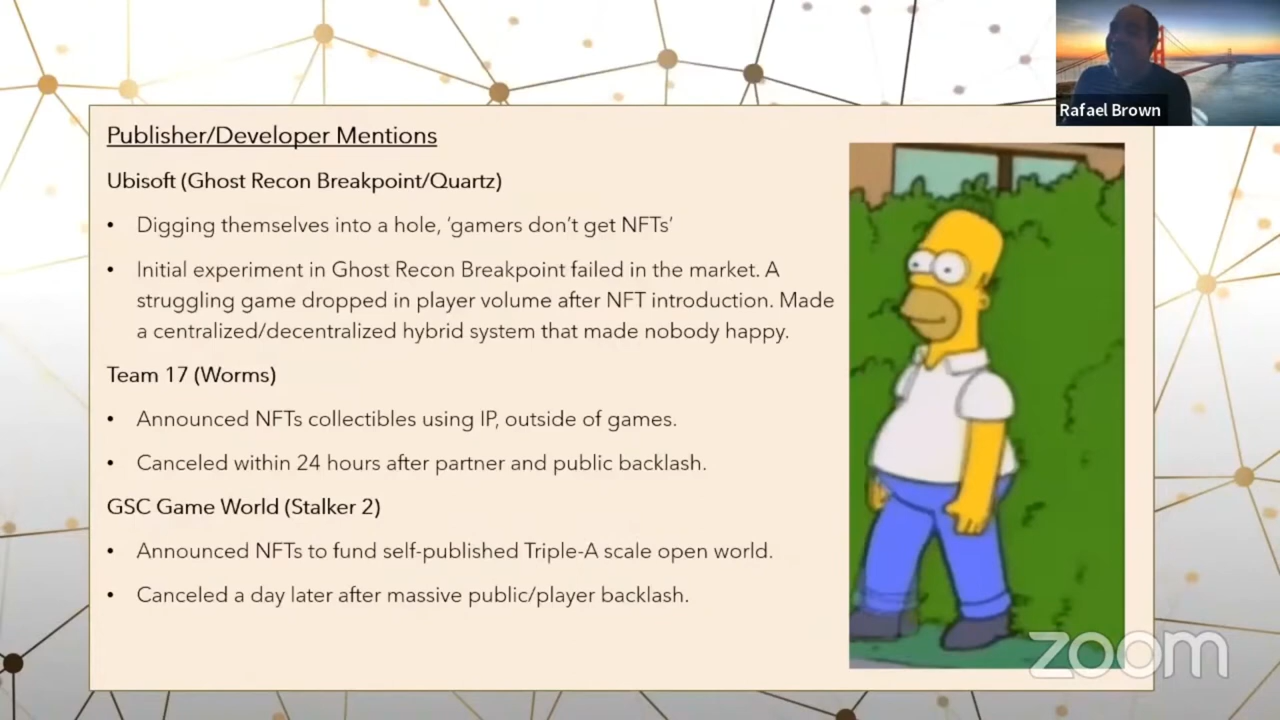 Rafael Brown
Publisher/Developer Mentions
Ubisoft (Ghost Recon Breakpoint/Quartz)
• Digging themselves into a hole, ‘gamers don’t get NFTs’
• Initial experiment in Ghost Recon Breakpoint failed in the market. A
struggling game dropped in player volume after NFT introduction. Made
a centralized/decentralized hybrid system that made nobody happy.
Team 17 (Worms)
• Announced NFTs collectibles using IP, outside of games.
• Canceled within 24 hours after partner and public backlash.
GSC Game World (Stalker 2)
• Announced NFTs to fund self-published Triple-A scale open world.
• Canceled a day later after massive public/player backlash.
zoom